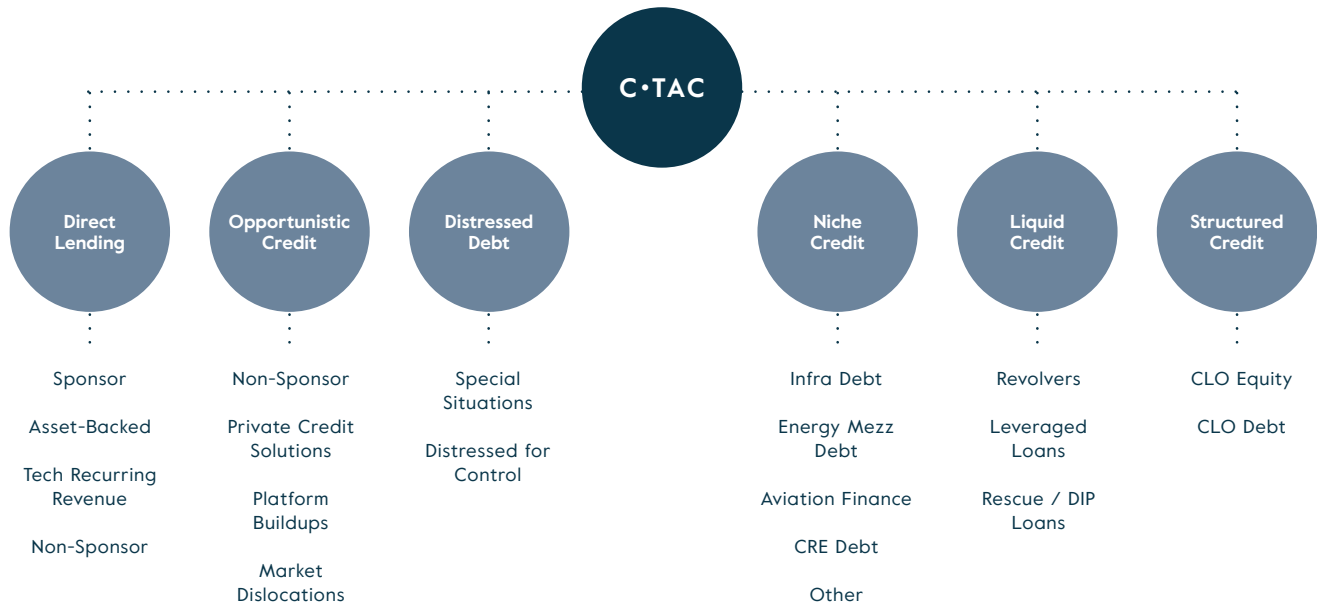 C•TAC
Direct
Lending
Opportunistic
Credit
Distressed
Debt
Niche
Credit
Liquid
Credit
Structured
Credit
Sponsor
Asset-Backed
Tech Recurring
Revenue
Non-Sponsor
Non-Sponsor
Private Credit
Solutions
Platform
Buildups
Market
Dislocations
Special
Situations
Distressed for
Control
Infra Debt
Energy Mezz
Debt
Aviation Finance
CRE Debt
Other
Revolvers
Leveraged
Loans
Rescue / DIP
Loans
CLO Equity
CLO Debt